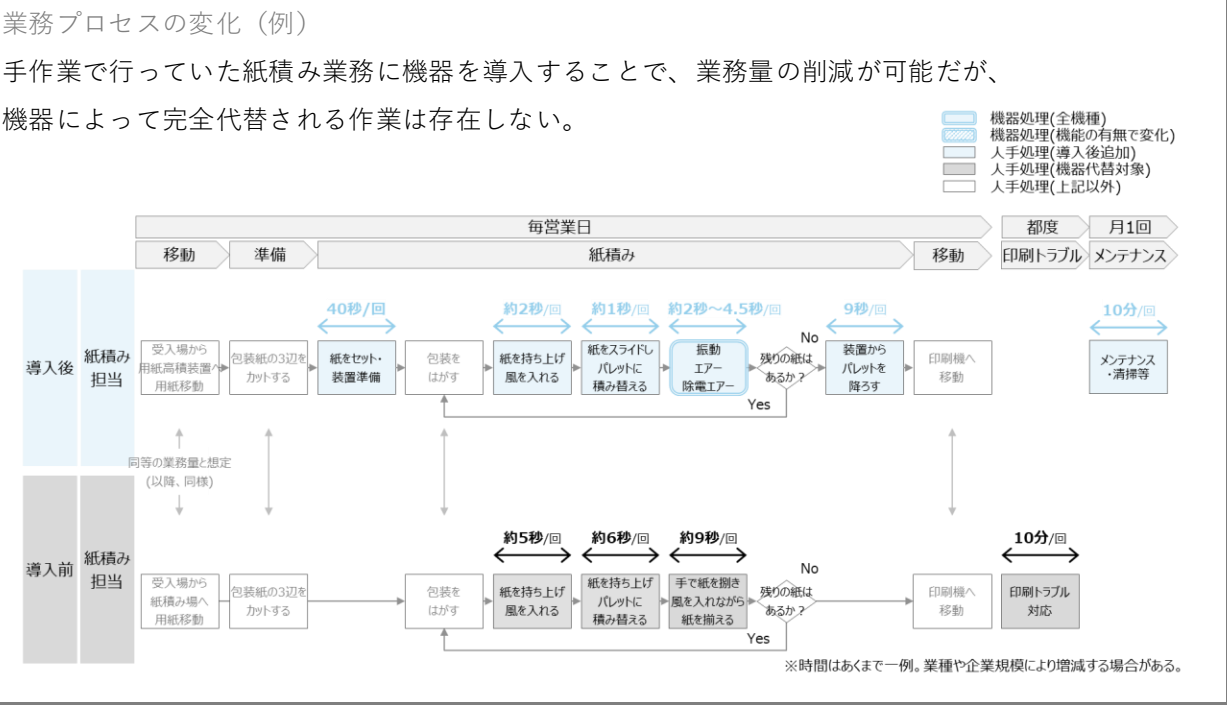 業務プロセスの変化（例）
手作業で行っていた紙積み業務に機器を導入することで、業務量の削減が可能だが、
機器によって完全代替される作業は存在しない。
機器処理(全機種)
機器処理(機能の有無で変化)
人手処理(導入後追加)
人手処理(機器代替対象)
人手処理(上記以外)
毎営業日
都度
月1回
移動
準備
紙積み
移動
印刷トラブル
メンテナンス
導入後
紙積み
担当
受入場から
用紙高積装置へ
用紙移動
包装紙の3辺を
カットする
40秒/回
紙をセット・
装置準備
包装を
はがす
約2秒/回
紙を持ち上げ
風を入れる
約1秒/回
紙をスライドし
パレットに
積み替える
約2秒～4.5秒/回
振動
エアー
除電エアー
残りの紙は
あるか？
No
Yes
9秒/回
装置から
パレットを
降ろす
印刷機へ
移動
10分/回
メンテナンス
・清掃等
同等の業務量と想定
(以降、同様)
導入前
紙積み
担当
受入場から
紙積み場へ
用紙移動
包装紙の3辺を
カットする
包装を
はがす
約5秒/回
紙を持ち上げ
風を入れる
約6秒/回
紙を持ち上げ
パレットに
積み替える
約9秒/回
手で紙を捌き
風を入れながら
紙を揃える
残りの紙は
あるか？
No
Yes
印刷機へ
移動
10分/回
印刷トラブル
対応
※時間はあくまで一例。業種や企業規模により増減する場合がある。